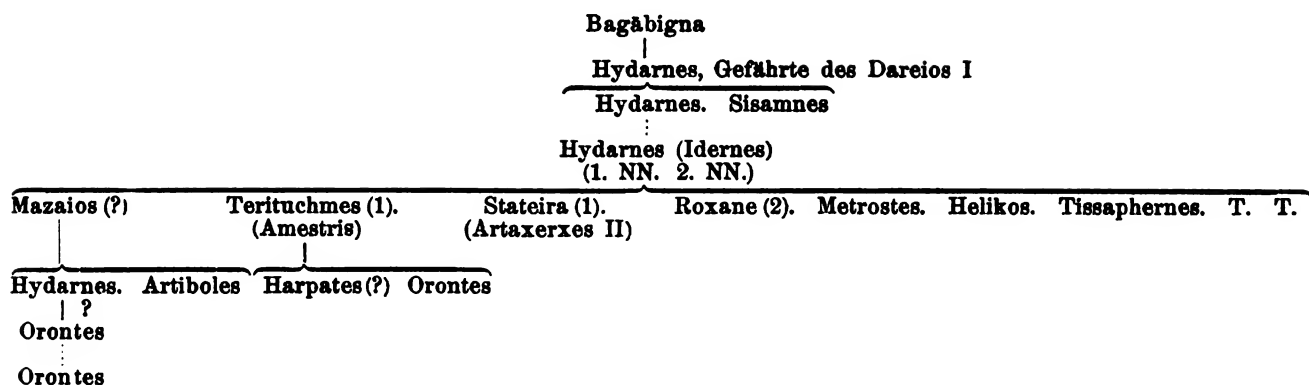 Bagābigna
Hydarnes, Gefährte des Dareios I
Hydarnes. Sisamnes
Hydarnes (Idernes)
(1. NN. 2. NN.)
Mazaios (?) Terituchmes (1). Stateira (1). Roxane (2). Metrostes. Helikos. Tissaphernes. T. T.
(Amestris) (Artaxerxes II)
Hydarnes. Artiboles Harpates (?) Orontes
?
Orontes
Orontes